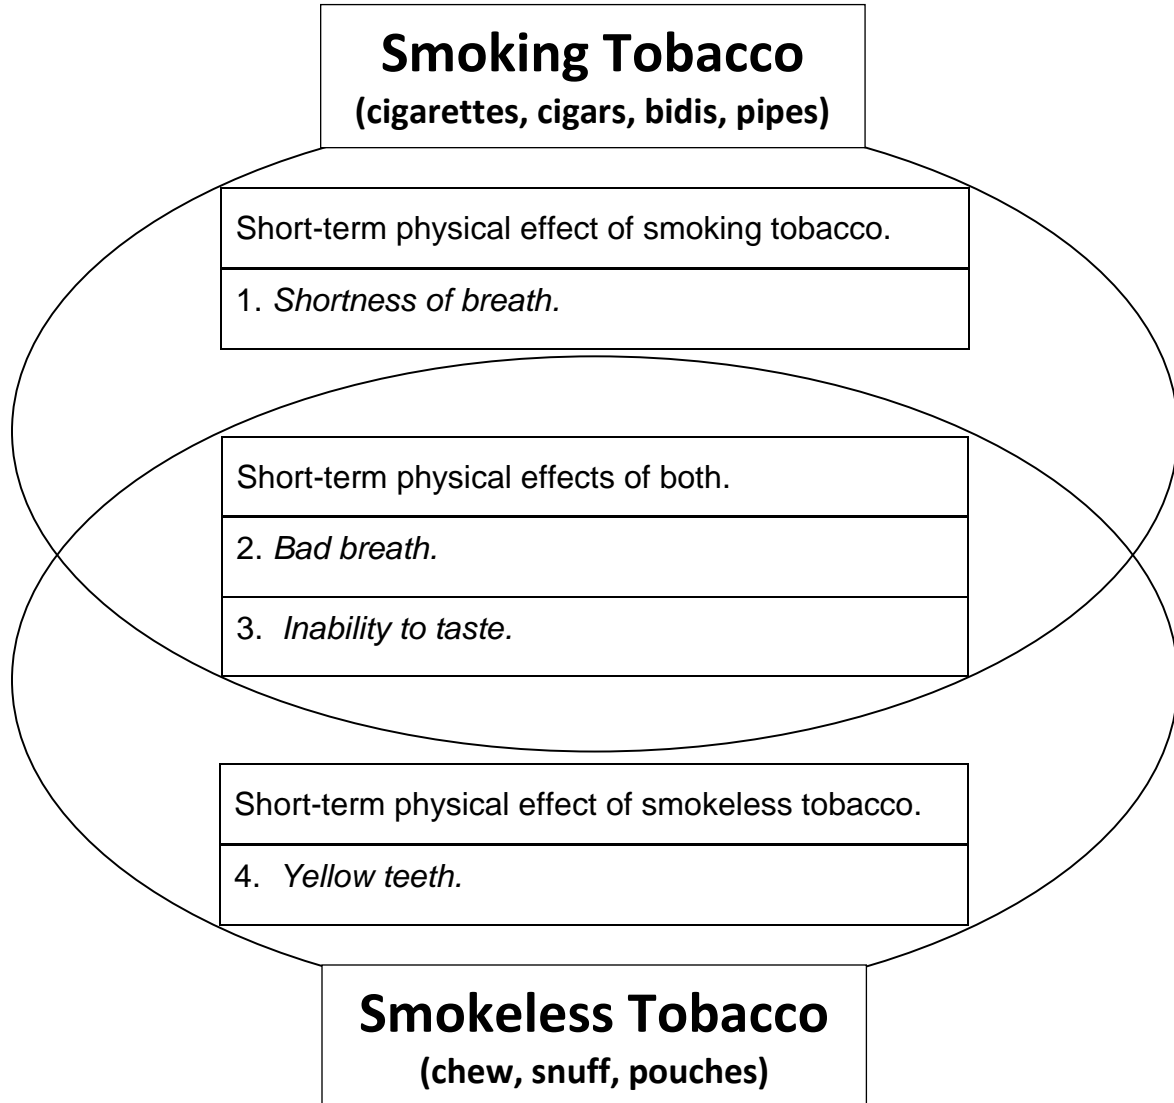 Smoking Tobacco
(cigarettes, cigars, bidis, pipes)
Short-term physical effect of smoking tobacco.
1. Shortness of breath.
Short-term physical effects of both.
2. Bad breath.
3. Inability to taste.
Short-term physical effect of smokeless tobacco.
4. Yellow teeth.
Smokeless Tobacco
(chew, snuff, pouches)